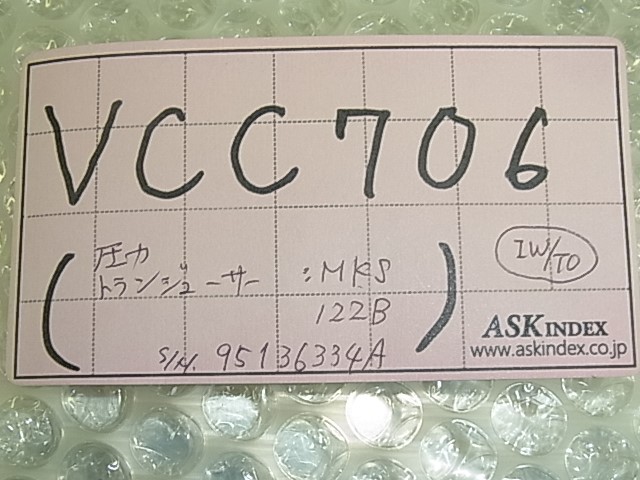 VCC706
圧力
トランジューサー :MKS
122B
S/N. 95136334A
IW/TO
ASKINDEX
www.askindex.co.jp